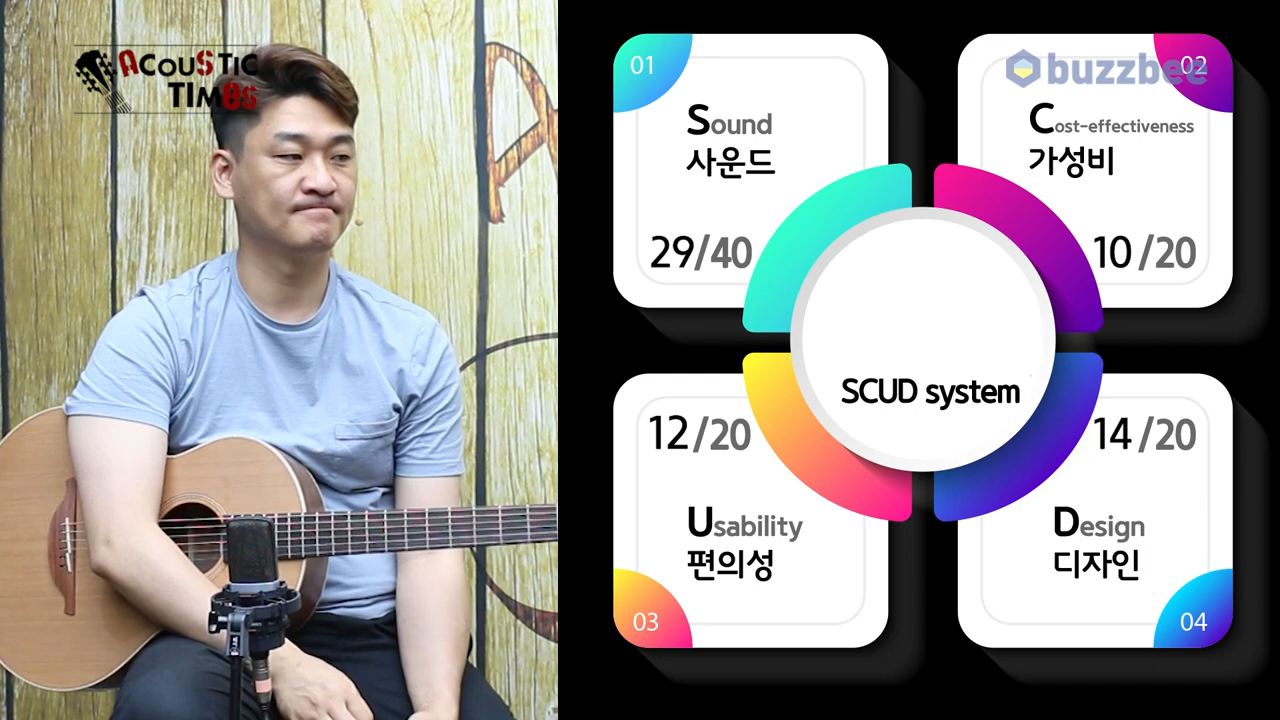 ACOUSTIC
TIMES
buzzbee
01
Sound
사운드
29/40
02
Cost-effectiveness
가성비
10/20
SCUD system
12/20
Usability
편의성
03
14/20
Design
디자인
04